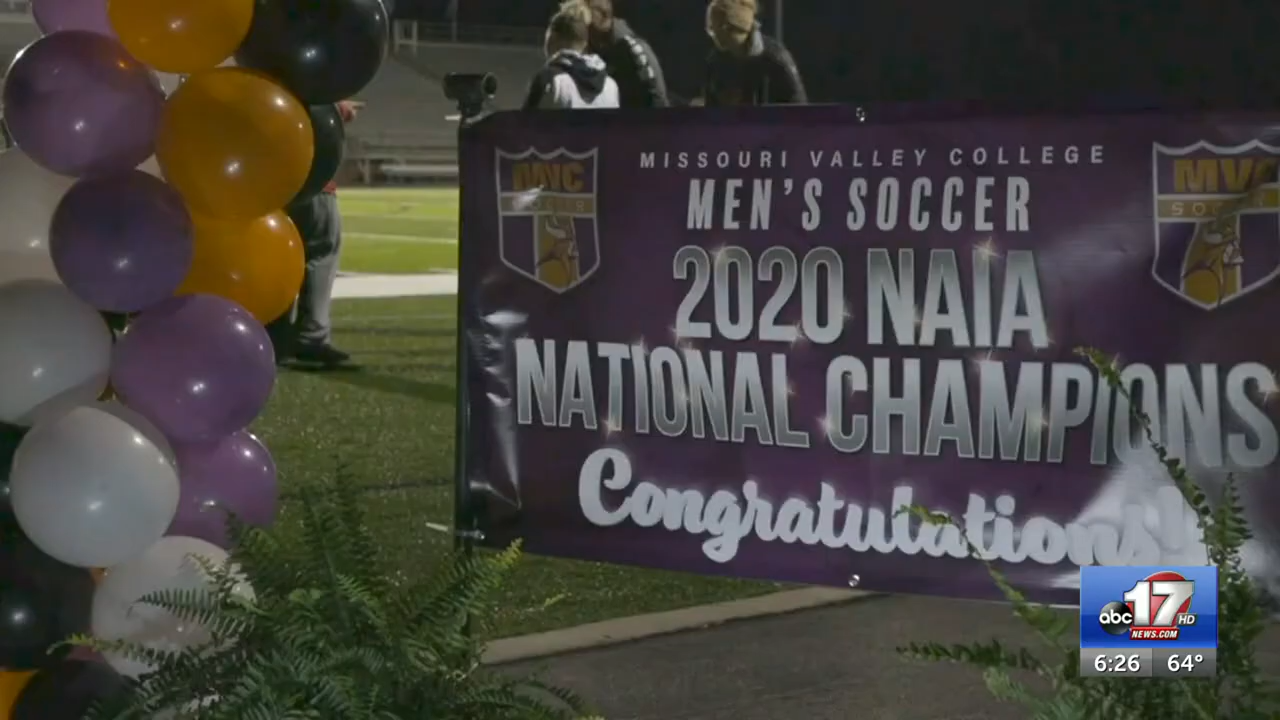 MISSOURI VALLEY COLLEGE
MEN'S SOCCER
2020 NAIA
NATIONAL CHAMPIONS
Congratulations!
MVC
SOCCER
MVC
SOC
abc 17 HD
NEWS.COM
6:26 64°